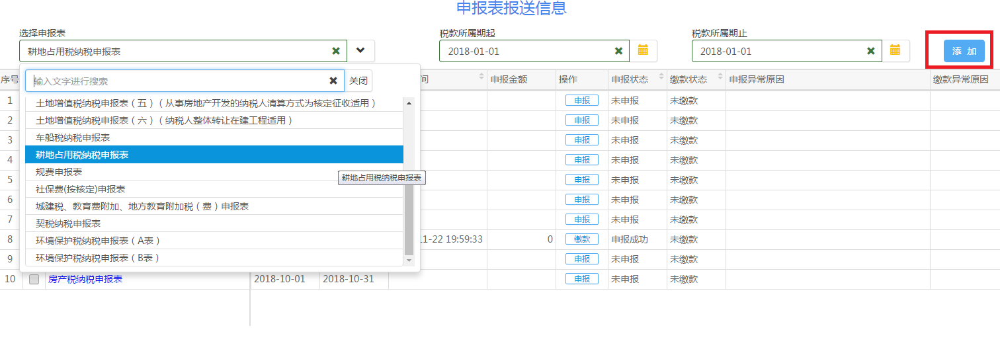 申报表报送信息
选择申报表 税款所属期起 税款所属期止
耕地占用税纳税申报表 2018-01-01 2018-01-01 添 加
输入文字进行搜索 关闭
序号 间 申报金额 操作 申报状态 缴款状态 申报异常原因 缴款异常原因
土地增值税纳税申报表（五）（从事房地产开发的纳税人清算方式为核定征收适用）
土地增值税纳税申报表（六）（纳税人整体转让在建工程适用）
车船税纳税申报表
耕地占用税纳税申报表
规费申报表
耕地占用税纳税申报表
社保费(按核定)申报表
城建税、教育费附加、地方教育附加税（费）申报表
契税纳税申报表
环境保护税纳税申报表（A表）
环境保护税纳税申报表（B表）
1 申报 未申报 未缴款
2 申报 未申报 未缴款
3 申报 未申报 未缴款
4 申报 未申报 未缴款
5 申报 未申报 未缴款
6 申报 未申报 未缴款
7 申报 未申报 未缴款
8 11-22 19:59:33 0 缴款 申报成功 未缴款
9 申报 未申报 未缴款
10 房产税纳税申报表 2018-10-01 2018-10-31 申报 未申报 未缴款